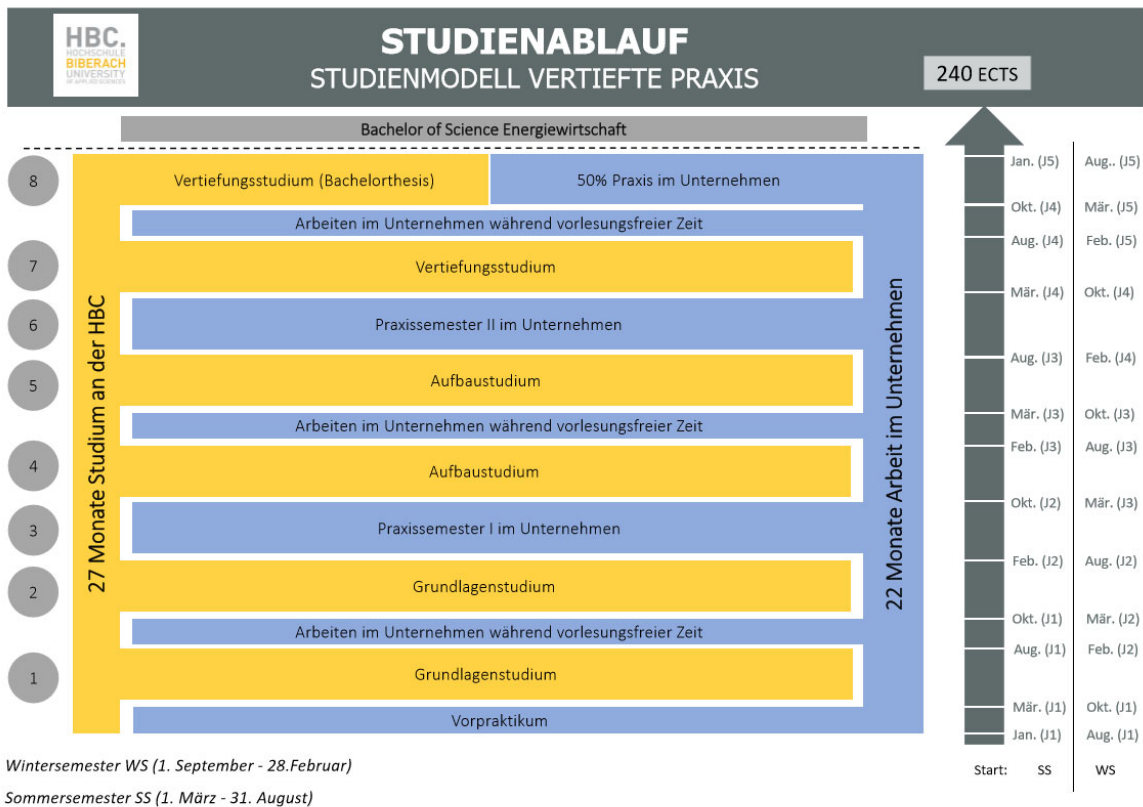 HBC.
HOCHSCHULE
BIBERACH
UNIVERSITY
OF APPLIED SCIENCES
STUDIENABLAUF
STUDIENMODELL VERTIEFTE PRAXIS
240 ECTS
Bachelor of Science Energiewirtschaft
8
Vertiefungsstudium (Bachelorthesis)
50% Praxis im Unternehmen
Arbeiten im Unternehmen während vorlesungsfreier Zeit
7
Vertiefungsstudium
6
Praxissemester II im Unternehmen
5
Aufbaustudium
Arbeiten im Unternehmen während vorlesungsfreier Zeit
4
Aufbaustudium
3
Praxissemester I im Unternehmen
2
Grundlagenstudium
Arbeiten im Unternehmen während vorlesungsfreier Zeit
1
Grundlagenstudium
Vorpraktikum
27 Monate Studium an der HBC
22 Monate Arbeit im Unternehmen
Jan. (J5) Aug.. (J5)
Okt. (J4) Mär. (J5)
Aug. (J4) Feb. (J5)
Mär. (J4) Okt. (J4)
Aug. (J3) Feb. (J4)
Mär. (J3) Okt. (J3)
Feb. (J3) Aug. (J3)
Okt. (J2) Mär. (J3)
Feb. (J2) Aug. (J2)
Okt. (J1) Mär. (J2)
Aug. (J1) Feb. (J2)
Mär. (J1) Okt. (J1)
Jan. (J1) Aug. (J1)
Start: SS WS
Wintersemester WS (1. September - 28.Februar)
Sommersemester SS (1. März - 31. August)